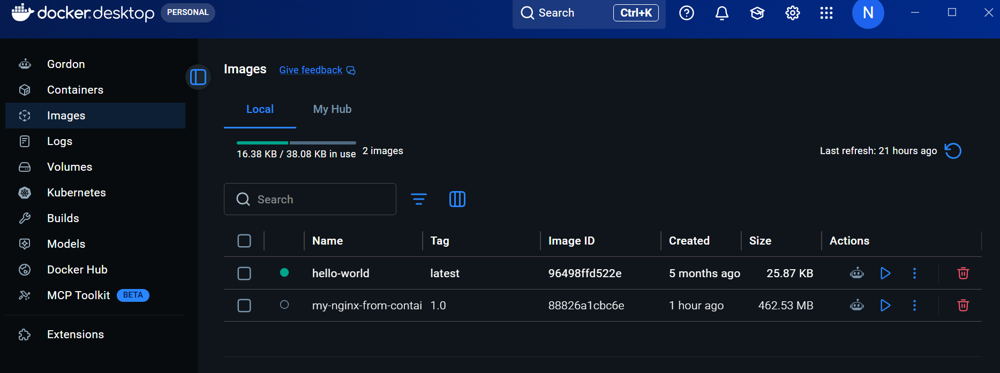 docker desktop PERSONAL
Search Ctrl+K
N
Gordon
Containers
Images
Logs
Volumes
Kubernetes
Builds
Models
Docker Hub
MCP Toolkit BETA
Extensions
Images Give feedback
Local My Hub
16.38 KB / 38.08 KB in use 2 images
Last refresh: 21 hours ago
Search
Name Tag Image ID Created Size Actions
hello-world latest 96498ffd522e 5 months ago 25.87 KB
my-nginx-from-contai 1.0 88826a1cbc6e 1 hour ago 462.53 MB